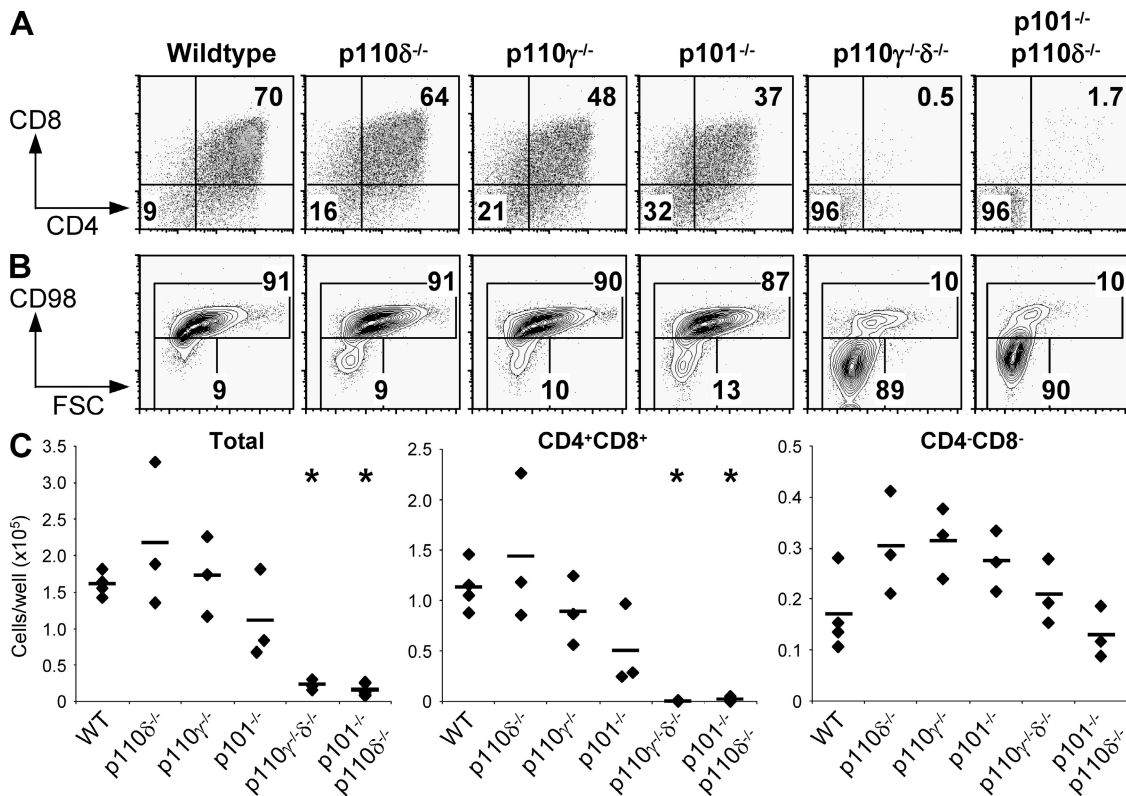 A
Wildtype p110δ-/- p110γ-/- p101-/- p110γ-/-δ-/- p101-/- p110δ-/-
CD8
70 64 48 37 0.5 1.7
9 16 21 32 96 96
CD4
B
CD98
91 91 90 87 10 10
9 9 10 13 89 90
FSC
C
Total CD4+CD8+ CD4-CD8-
Cells/well (x10⁵)
3.5
3.0
2.5
2.0
1.5
1.0
0.5
0
* *
WT p110δ-/- p110γ-/- p101-/- p110γ-/-δ-/- p101-/- p110δ-/-
2.5
2.0
1.5
1.0
0.5
0
* *
WT p110δ-/- p110γ-/- p101-/- p110γ-/-δ-/- p101-/- p110δ-/-
0.5
0.4
0.3
0.2
0.1
0
WT p110δ-/- p110γ-/- p101-/- p110γ-/-δ-/- p101-/- p110δ-/-